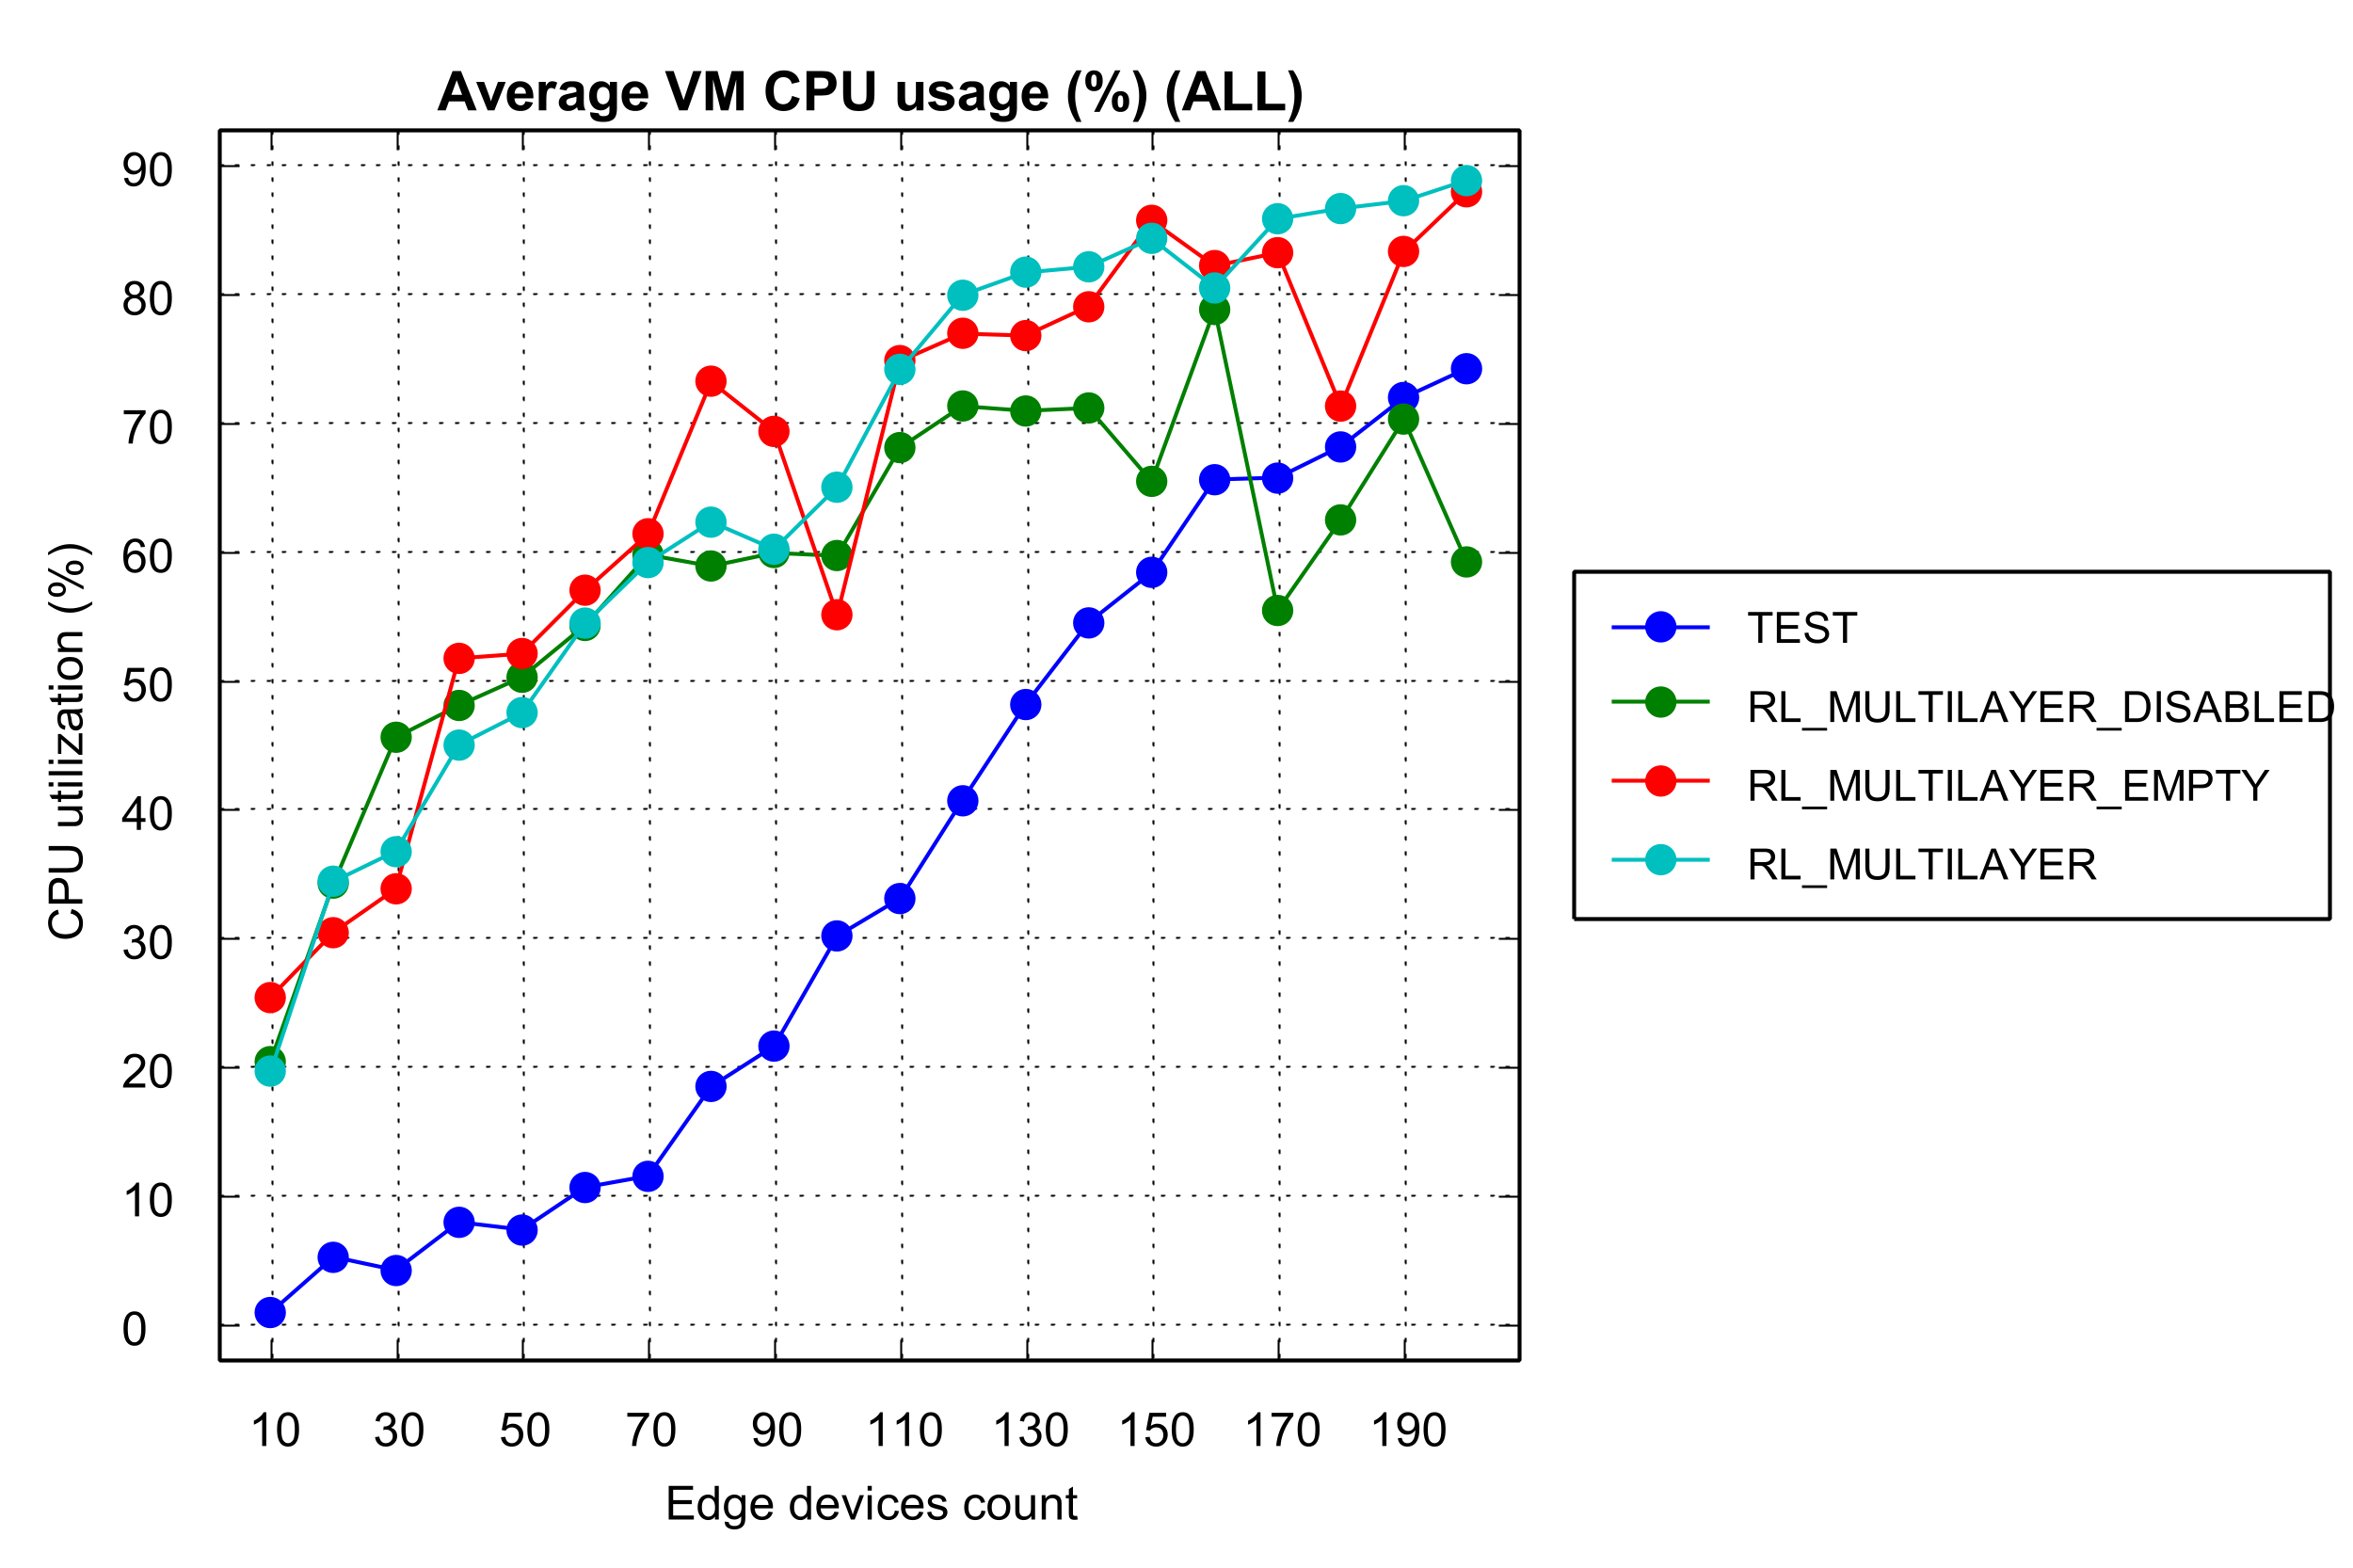 Average VM CPU usage (%) (ALL)
90
80
70
60
50
40
30
20
10
0
CPU utilization (%)
10 30 50 70 90 110 130 150 170 190
Edge devices count
TEST
RL_MULTILAYER_DISABLED
RL_MULTILAYER_EMPTY
RL_MULTILAYER